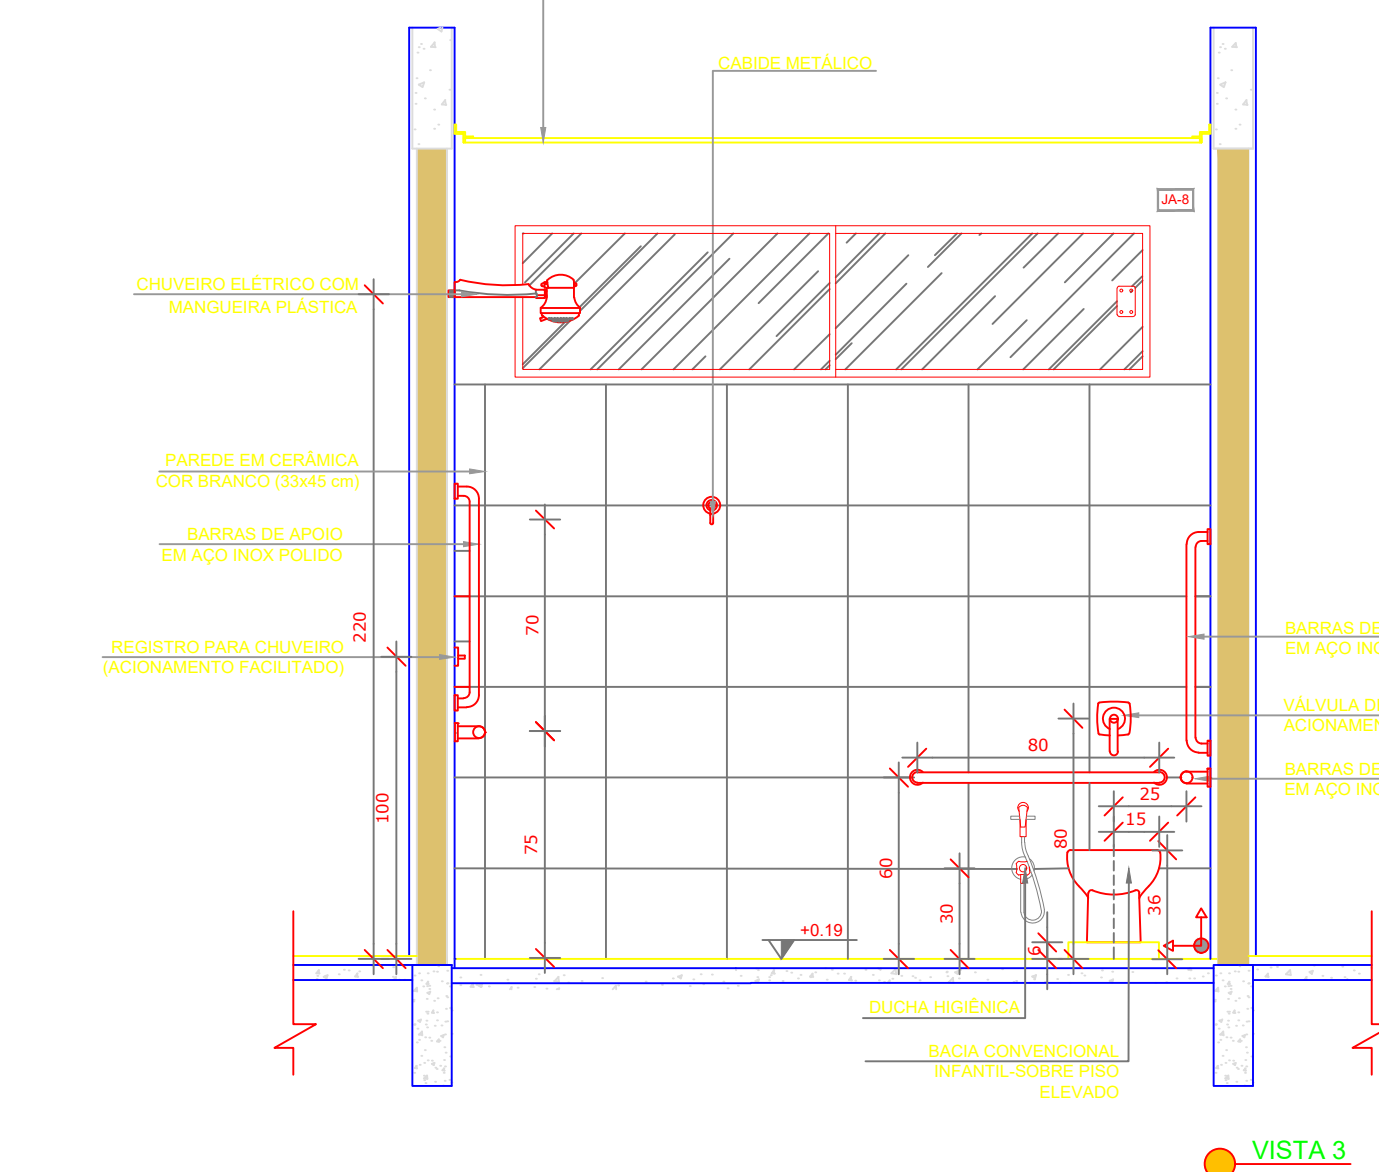 CABIDE METÁLICO
JA-8
CHUVEIRO ELÉTRICO COM
MANGUEIRA PLÁSTICA
PAREDE EM CERÂMICA
COR BRANCO (33x45 cm)
BARRAS DE APOIO
EM AÇO INOX POLIDO
220
70
REGISTRO PARA CHUVEIRO
(ACIONAMENTO FACILITADO)
BARRAS DE
EM AÇO INO
VÁLVULA DE
ACIONAMEN
80
BARRAS DE
EM AÇO INO
25
100
75
15
80
60
30
36
+0.19
6
DUCHA HIGIÊNICA
BACIA CONVENCIONAL
INFANTIL-SOBRE PISO
ELEVADO
VISTA 3